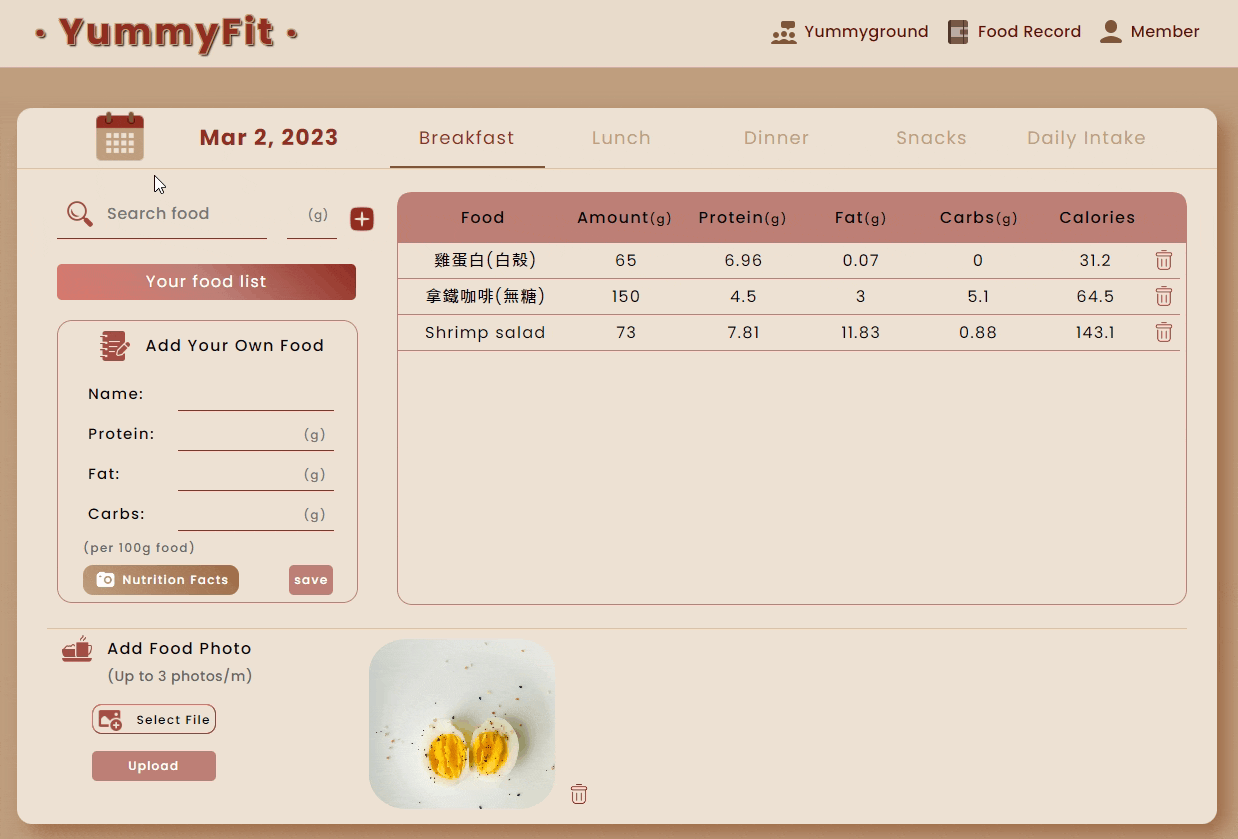 • YummyFit •
Yummyground Food Record Member
Mar 2, 2023
Breakfast Lunch Dinner Snacks Daily Intake
Search food (g)
Your food list
Add Your Own Food
Name:
Protein: (g)
Fat: (g)
Carbs: (g)
(per 100g food)
Nutrition Facts save
Food Amount(g) Protein(g) Fat(g) Carbs(g) Calories
雞蛋白(白殼) 65 6.96 0.07 0 31.2
拿鐵咖啡(無糖) 150 4.5 3 5.1 64.5
Shrimp salad 73 7.81 11.83 0.88 143.1
Add Food Photo
(Up to 3 photos/m)
Select File
Upload